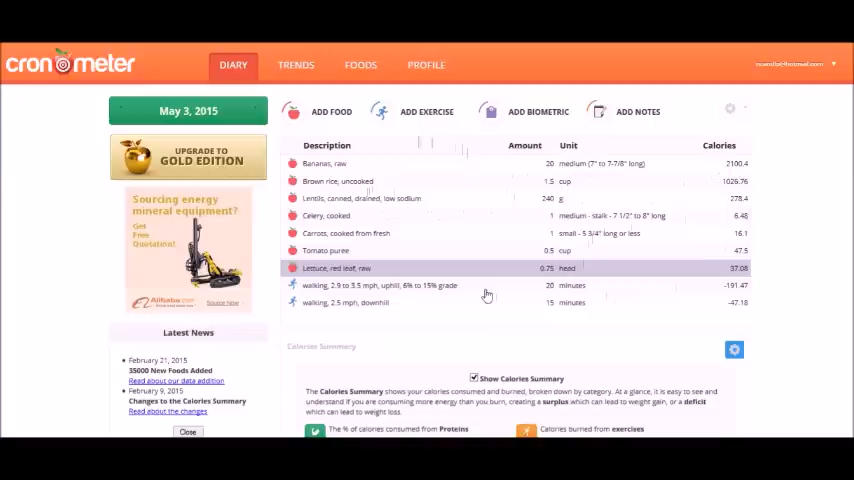 cronometer
DIARY TRENDS FOODS PROFILE
May 3, 2015
ADD FOOD ADD EXERCISE ADD BIOMETRIC ADD NOTES
UPGRADE TO
GOLD EDITION
Description Amount Unit Calories
Bananas, raw 20 medium (7" to 7-7/8" long) 2100.4
Brown rice, uncooked 1.5 cup 1026.76
Lentils, canned, drained, low sodium 240 g 278.4
Celery, cooked 1 medium - stalk - 7 1/2" to 8" long 6.48
Carrots, cooked from fresh 1 small - 5 3/4" long or less 16.1
Tomato puree 0.5 cup 47.5
Lettuce, red leaf, raw 0.75 head 37.08
walking, 2.9 to 3.5 mph, uphill, 6% to 15% grade 20 minutes -191.47
walking, 2.5 mph, downhill 15 minutes -47.18
Sourcing energy
mineral equipment?
Get
Free
Quotation!
Alibaba.com Source Now
Latest News
February 21, 2015
35000 New Foods Added
Read about our data addition
February 9, 2015
Changes to the Calories Summary
Read about the changes
Close
Calories Summary
Show Calories Summary
The Calories Summary shows your calories consumed and burned, broken down by category. At a glance, it is easy to see and
understand if you are consuming more energy than you burn, creating a surplus which can lead to weight gain, or a deficit
which can lead to weight loss.
The % of calories consumed from Proteins
Calories burned from exercises